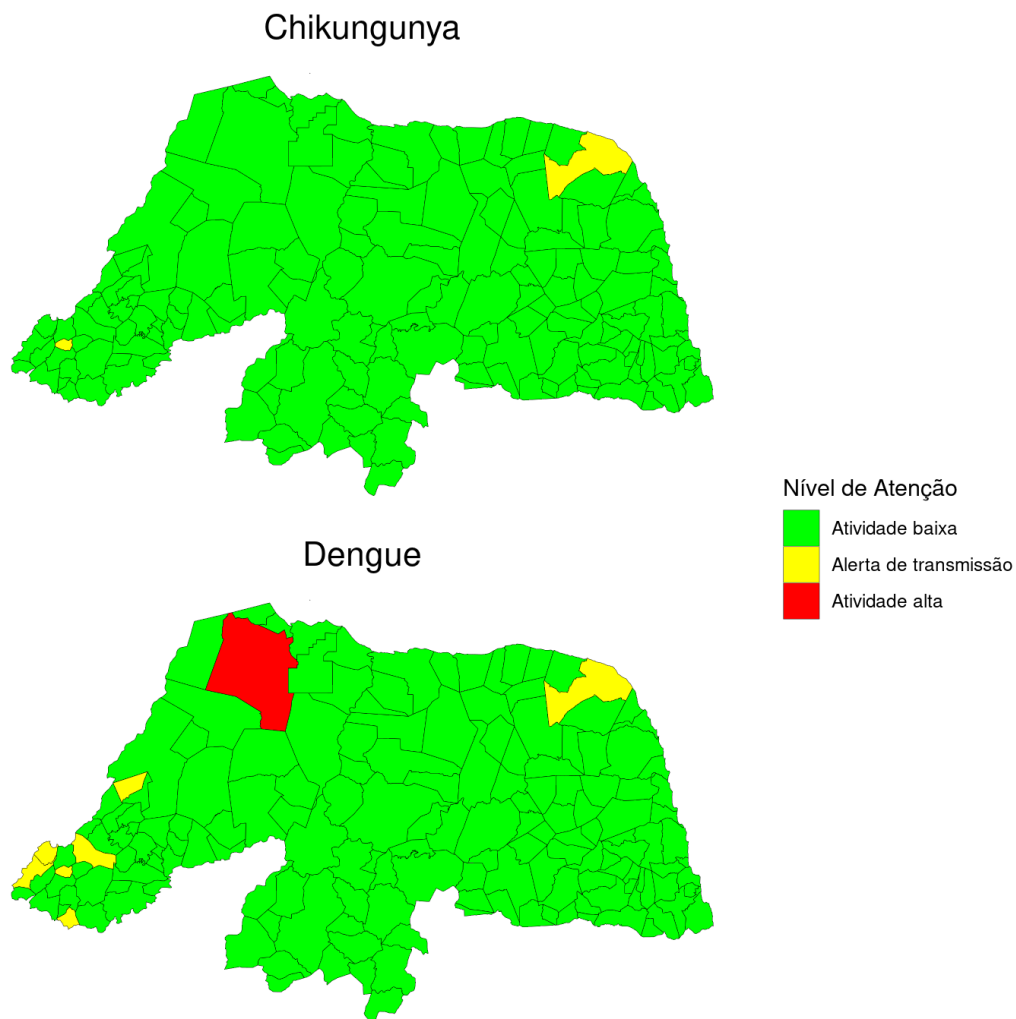 Chikungunya
Nível de Atenção
Atividade baixa
Alerta de transmissão
Atividade alta
Dengue